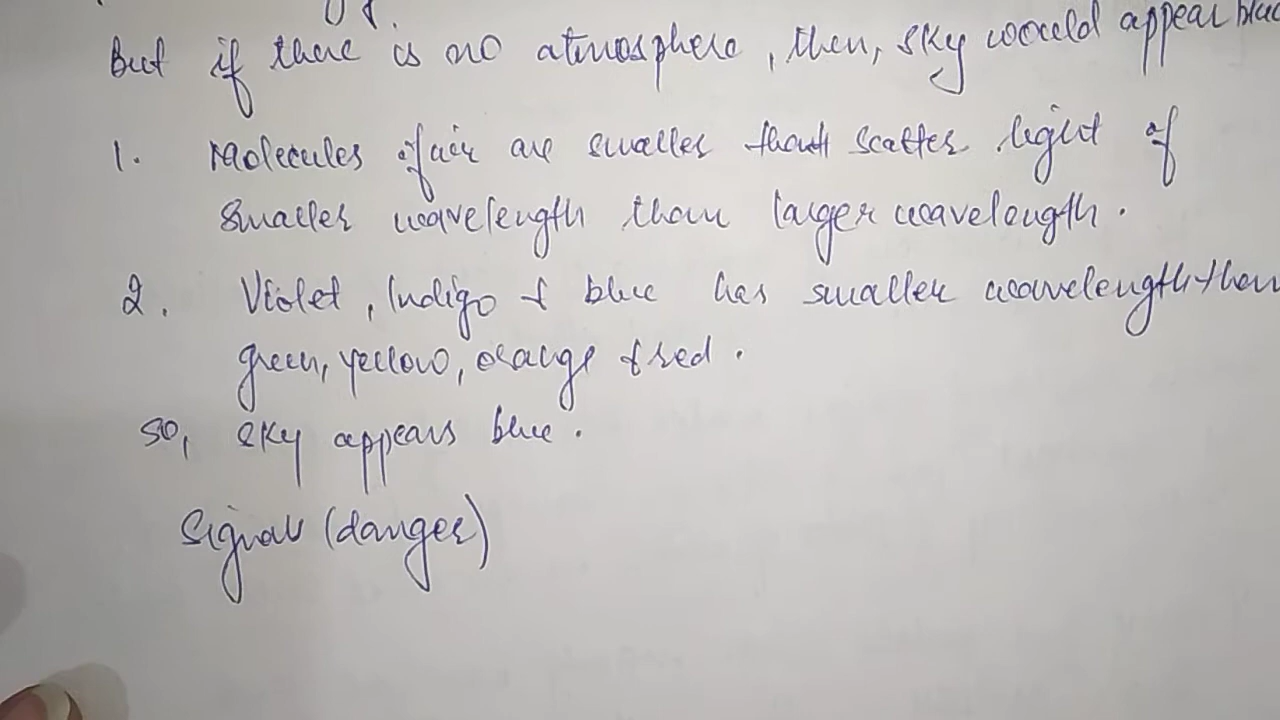 But if there is no atmosphere, then, sky would appear
1. Molecules of air are smaller that scatter light of
smaller wavelength than larger wavelength.
2. Violet, Indigo & blue has smaller wavelength than
green, yellow, orange & red.
so, sky appears blue.
Signal (danger)